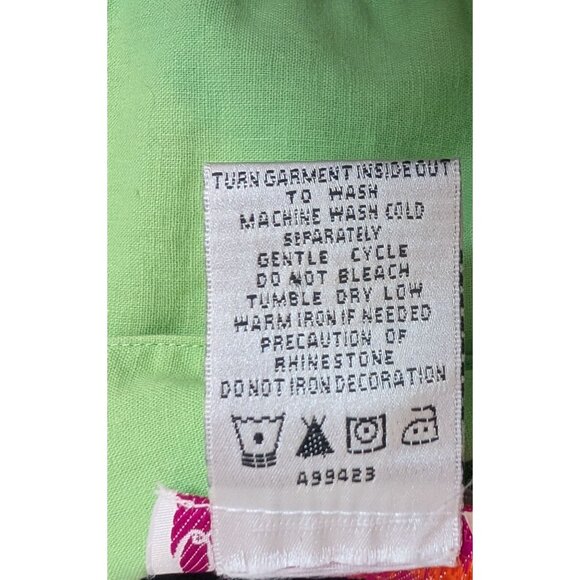 TURN GARMENT INSIDE OUT
TO WASH
MACHINE WASH COLD
SEPARATELY
GENTLE CYCLE
DO NOT BLEACH
TUMBLE DRY LOW
WARM IRON IF NEEDED
PRECAUTION OF
RHINESTONE
DO NOT IRON DECORATION
A99423